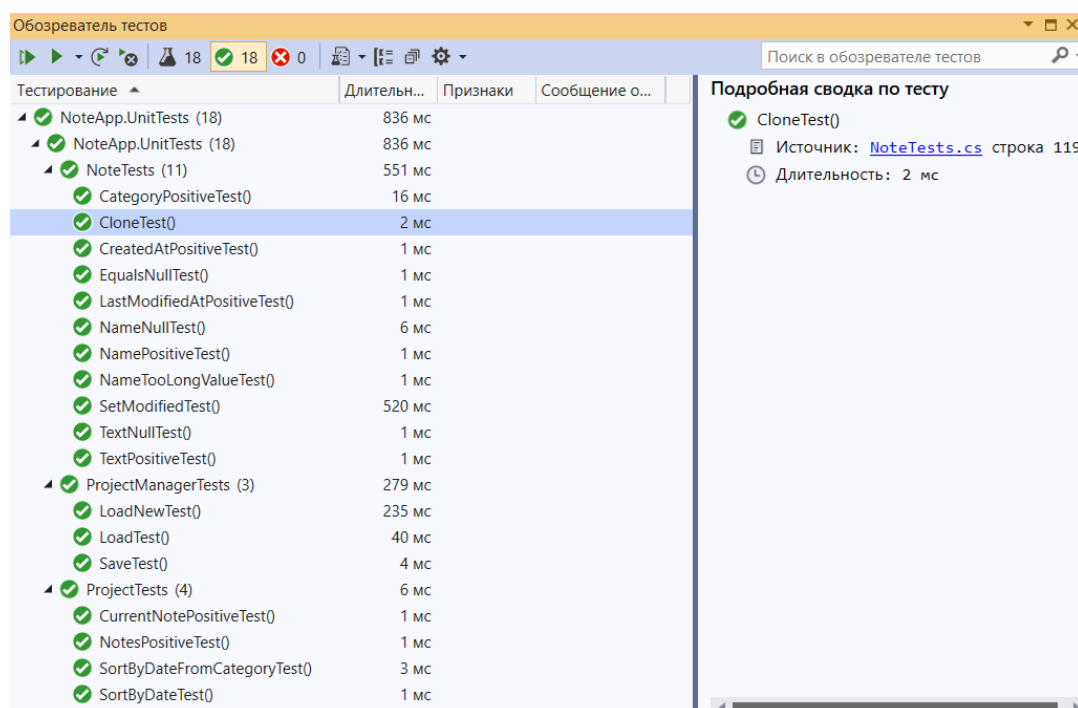 Обозреватель тестов
18 18 0 Поиск в обозревателе тестов
Тестирование Длительн... Признаки Сообщение о...
NoteApp.UnitTests (18) 836 мс
NoteApp.UnitTests (18) 836 мс
NoteTests (11) 551 мс
CategoryPositiveTest() 16 мс
CloneTest() 2 мс
CreatedAtPositiveTest() 1 мс
EqualsNullTest() 1 мс
LastModifiedAtPositiveTest() 1 мс
NameNullTest() 6 мс
NamePositiveTest() 1 мс
NameTooLongValueTest() 1 мс
SetModifiedTest() 520 мс
TextNullTest() 1 мс
TextPositiveTest() 1 мс
ProjectManagerTests (3) 279 мс
LoadNewTest() 235 мс
LoadTest() 40 мс
SaveTest() 4 мс
ProjectTests (4) 6 мс
CurrentNotePositiveTest() 1 мс
NotesPositiveTest() 1 мс
SortByDateFromCategoryTest() 3 мс
SortByDateTest() 1 мс
Подробная сводка по тесту
CloneTest()
Источник: NoteTests.cs строка 119
Длительность: 2 мс